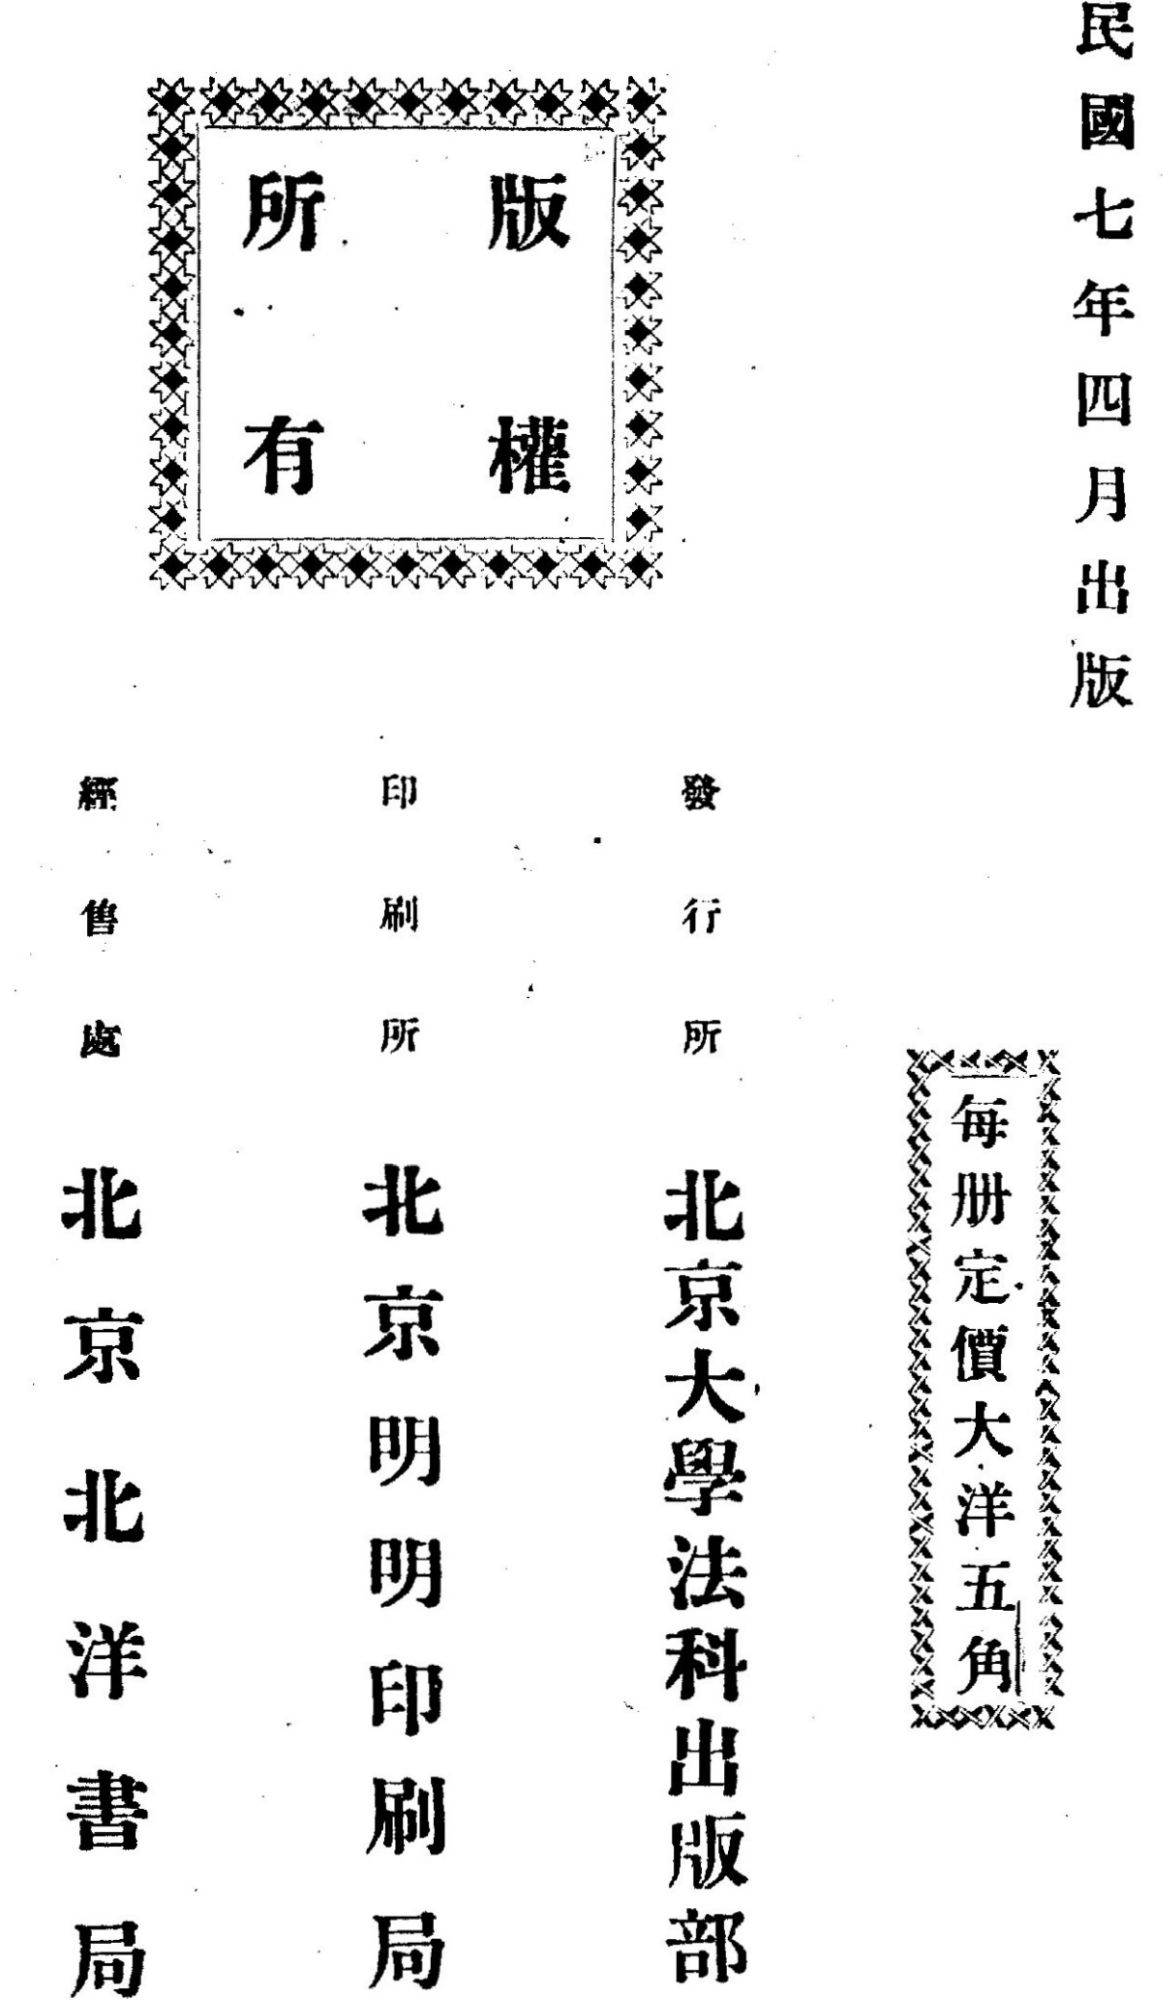 民國七年四月出版
版權
所有
每册定價大洋五角
發行所 北京大學法科出版部
印刷所 北京明明印刷局
經售處 北京北洋書局